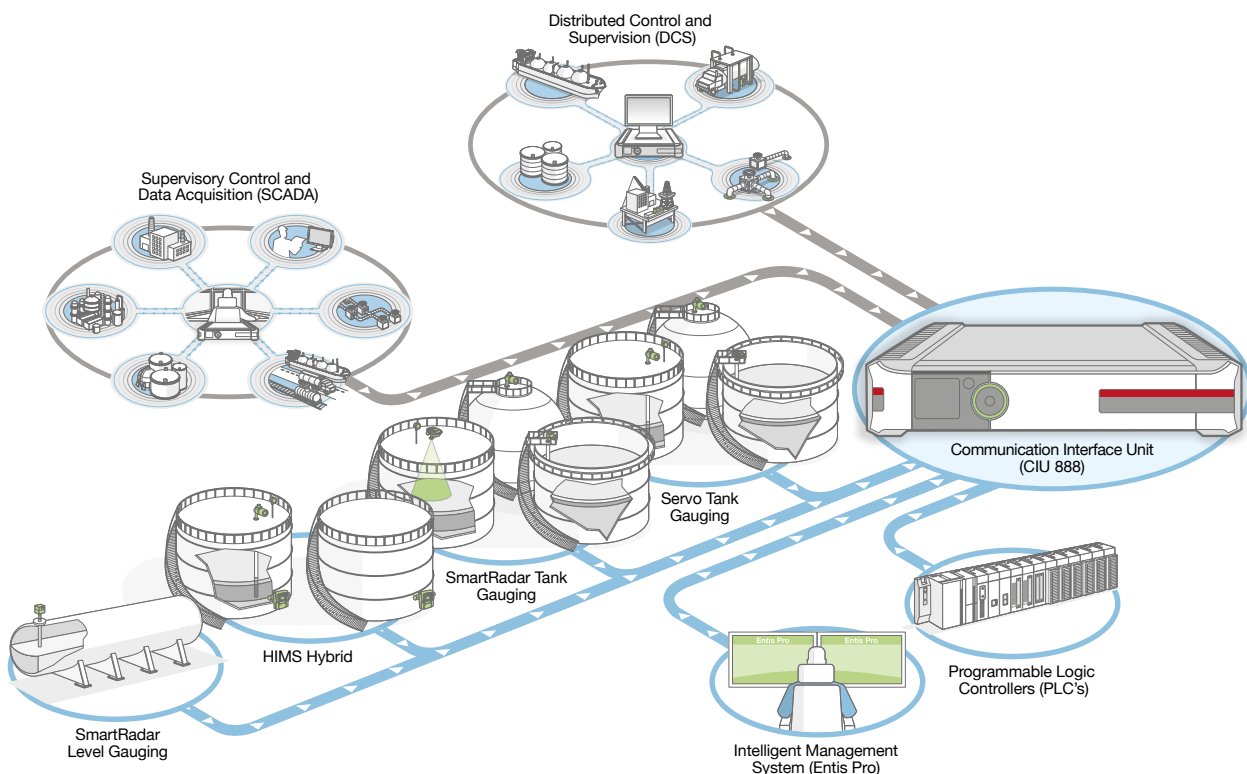 Distributed Control and
Supervision (DCS)
Supervisory Control and
Data Acquisition (SCADA)
Communication Interface Unit
(CIU 888)
Servo Tank
Gauging
SmartRadar Tank
Gauging
HIMS Hybrid
SmartRadar
Level Gauging
Entis Pro
Entis Pro
Programmable Logic
Controllers (PLC's)
Intelligent Management
System (Entis Pro)